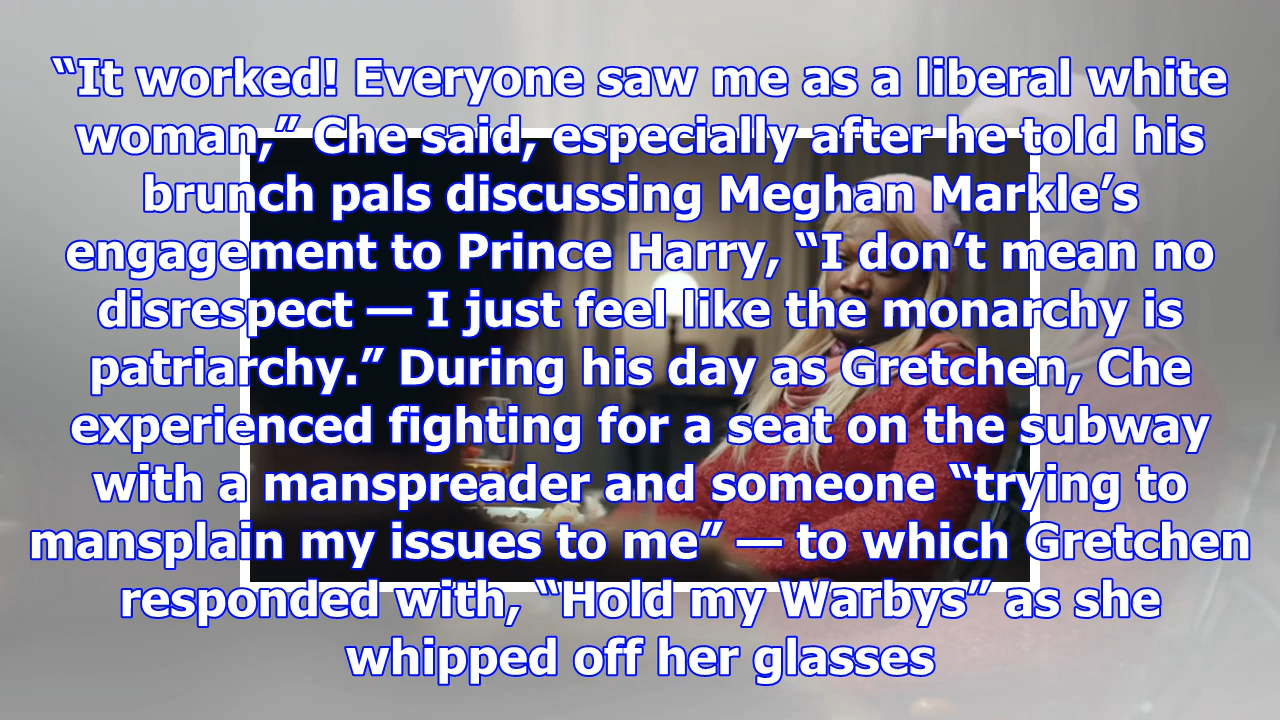 “It worked! Everyone saw me as a liberal white
woman,” Che said, especially after he told his
brunch pals discussing Meghan Markle’s
engagement to Prince Harry, “I don’t mean no
disrespect — I just feel like the monarchy is
patriarchy.” During his day as Gretchen, Che
experienced fighting for a seat on the subway
with a manspreader and someone “trying to
mansplain my issues to me” — to which Gretchen
responded with, “Hold my Warbys” as she
whipped off her glasses